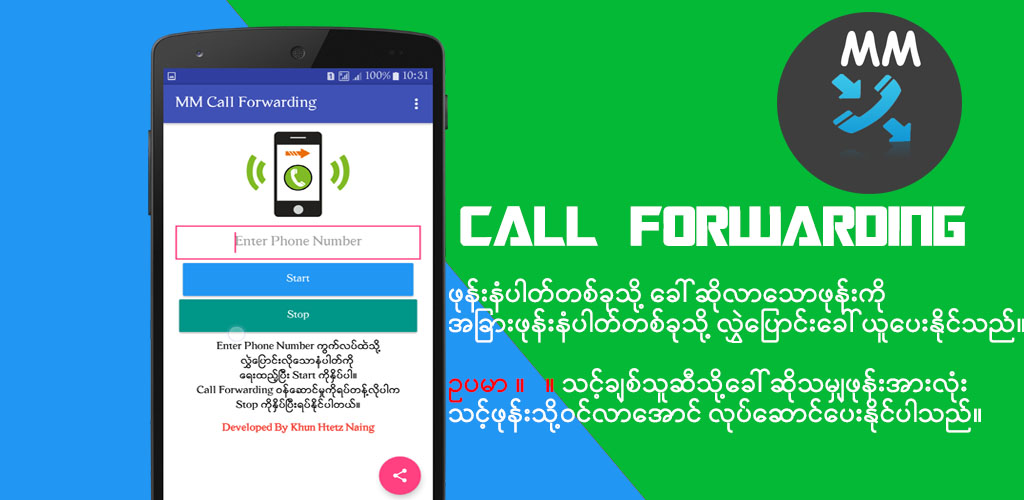 100% 10:31
MM Call Forwarding
Enter Phone Number
Start
Stop
Enter Phone Number ကွက်လပ်ထဲသို့
လွှဲပြောင်းလိုသောနံပါတ်ကို
ရေးထည့်ပြီး Start ကိုနှိပ်ပါ။
Call Forwarding ဝန်ဆောင်မှုကိုရပ်တန့်လိုပါက
Stop ကိုနှိပ်ပြီးရပ်နိုင်ပါတယ်။
Developed By Khun Htetz Naing
MM
CALL FORWARDING
ဖုန်းနံပါတ်တစ်ခုသို့ ခေါ်ဆိုလာသောဖုန်းကို
အခြားဖုန်းနံပါတ်တစ်ခုသို့ လွှဲပြောင်းခေါ်ယူပေးနိုင်သည်။
ဥပမာ ။ ။ သင့်ချစ်သူဆီသို့ခေါ်ဆိုသမျှဖုန်းအားလုံး
သင့်ဖုန်းသို့ဝင်လာအောင် လုပ်ဆောင်ပေးနိုင်ပါသည်။